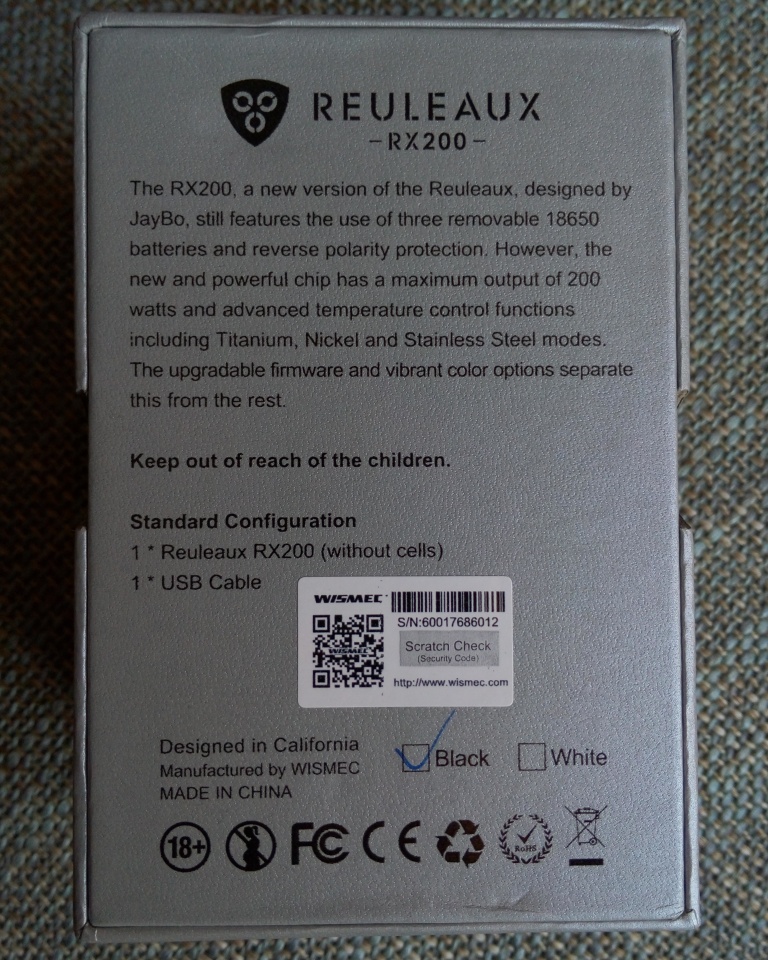 REULEAUX
-RX200-
The RX200, a new version of the Reuleaux, designed by
JayBo, still features the use of three removable 18650
batteries and reverse polarity protection. However, the
new and powerful chip has a maximum output of 200
watts and advanced temperature control functions
including Titanium, Nickel and Stainless Steel modes.
The upgradable firmware and vibrant color options separate
this from the rest.
Keep out of reach of the children.
Standard Configuration
1 * Reuleaux RX200 (without cells)
1 * USB Cable
WISMEC
S/N:60017686012
WISMEC
Scratch Check
(Security Code)
http://www.wismec.com
Designed in California
Manufactured by WISMEC
MADE IN CHINA
Black
White
18+
FC
CE
RoHS